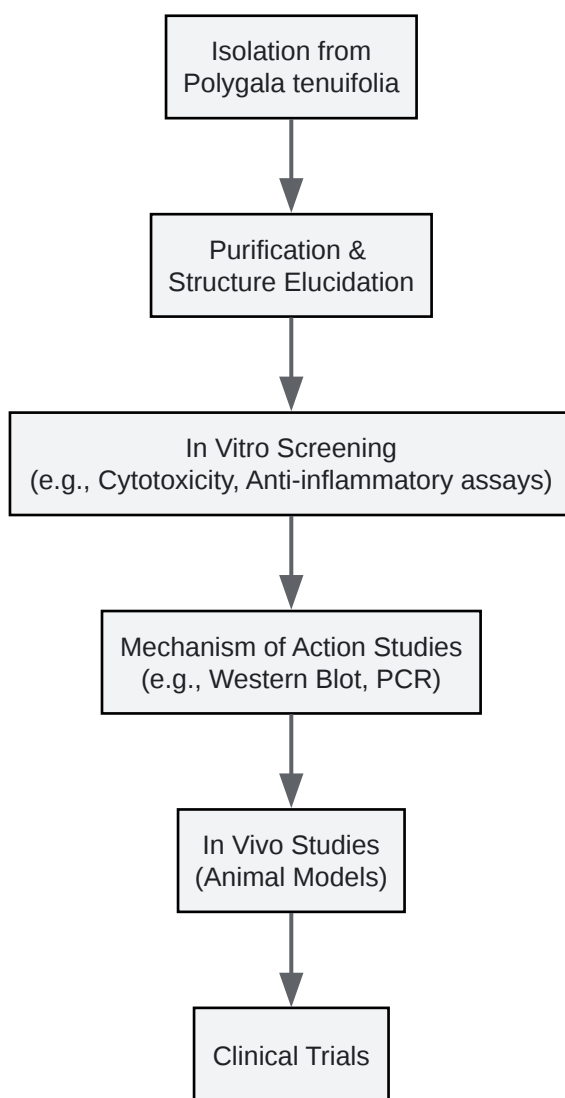 Isolation from
Polygala tenuifolia
Purification &
Structure Elucidation
In Vitro Screening
(e.g., Cytotoxicity, Anti-inflammatory assays)
Mechanism of Action Studies
(e.g., Western Blot, PCR)
In Vivo Studies
(Animal Models)
Clinical Trials